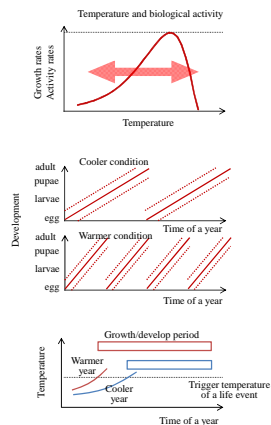 Temperature and biological activity
Growth rates
Activity rates
Temperature
Development
adult
pupae
larvae
egg
Cooler condition
Time of a year
adult
pupae
larvae
egg
Warmer condition
Time of a year
Temperature
Growth/develop period
Warmer
year
Cooler
year
Trigger temperature
of a life event
Time of a year